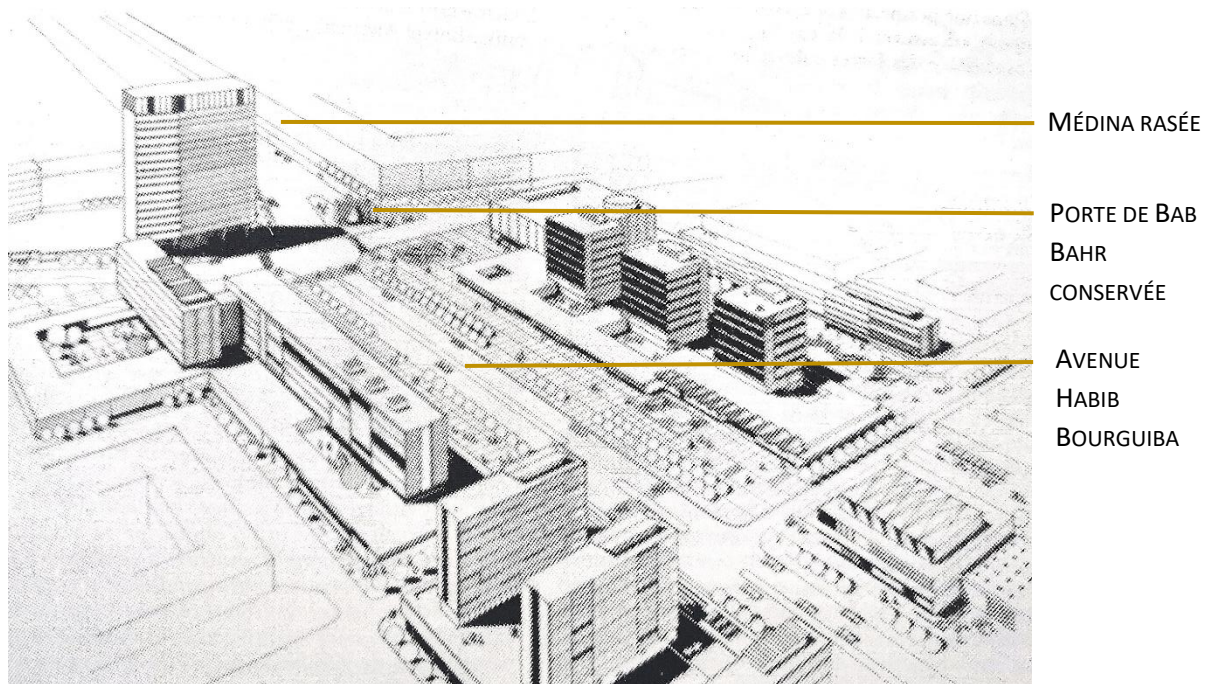 MÉDINA RASÉE
PORTE DE BAB
BAHR
CONSERVÉE
AVENUE
HABIB
BOURGUIBA